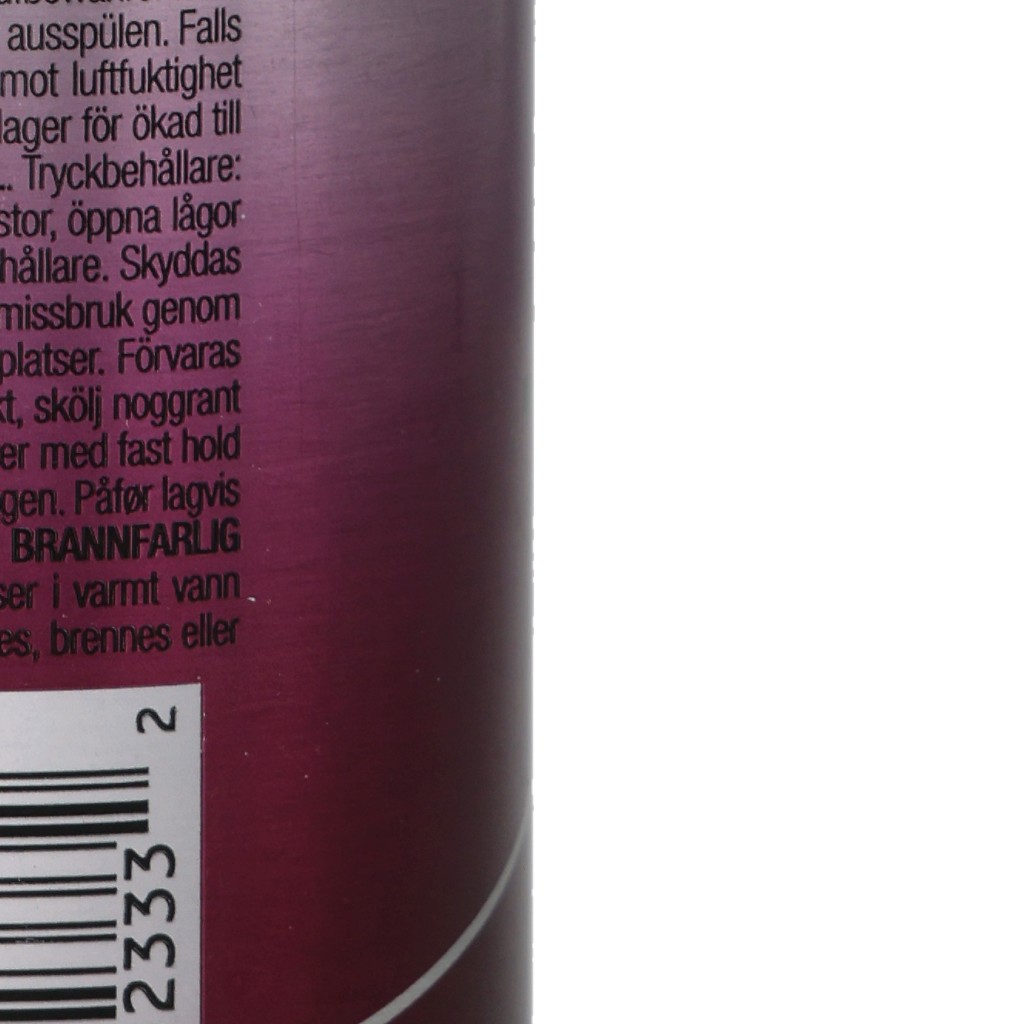 ausspülen. Falls
mot luftfuktighet
lager för ökad till
.. Tryckbehållare:
stor, öppna lågor
hållare. Skyddas
missbruk genom
platser. Förvaras
kt, skölj noggrant
er med fast hold
gen. Påfør lagvis
BRANNFARLIG
ser i varmt vann
es, brennes eller
2333 2